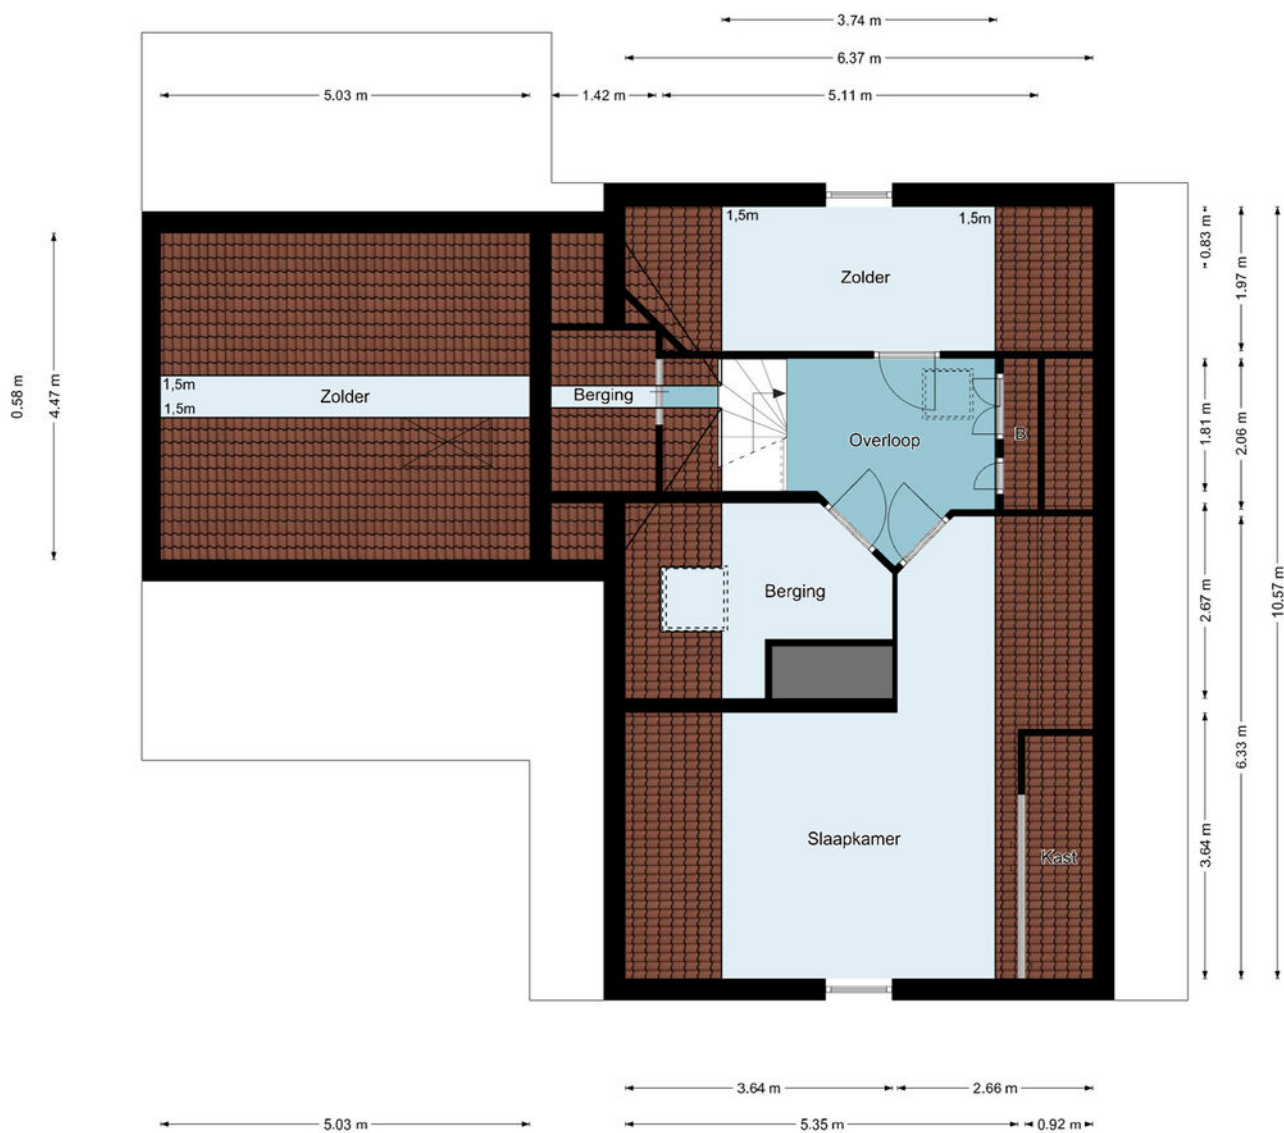 3.74 m
6.37 m
5.03 m
1.42 m
5.11 m
1,5m
1,5m
Zolder
0.83 m
1.97 m
1,5m
1,5m
Zolder
Berging
Overloop
B
0.58 m
4.47 m
1.81 m
2.06 m
Berging
2.67 m
10.57 m
6.33 m
Slaapkamer
Kast
3.64 m
3.64 m
2.66 m
5.03 m
5.35 m
0.92 m